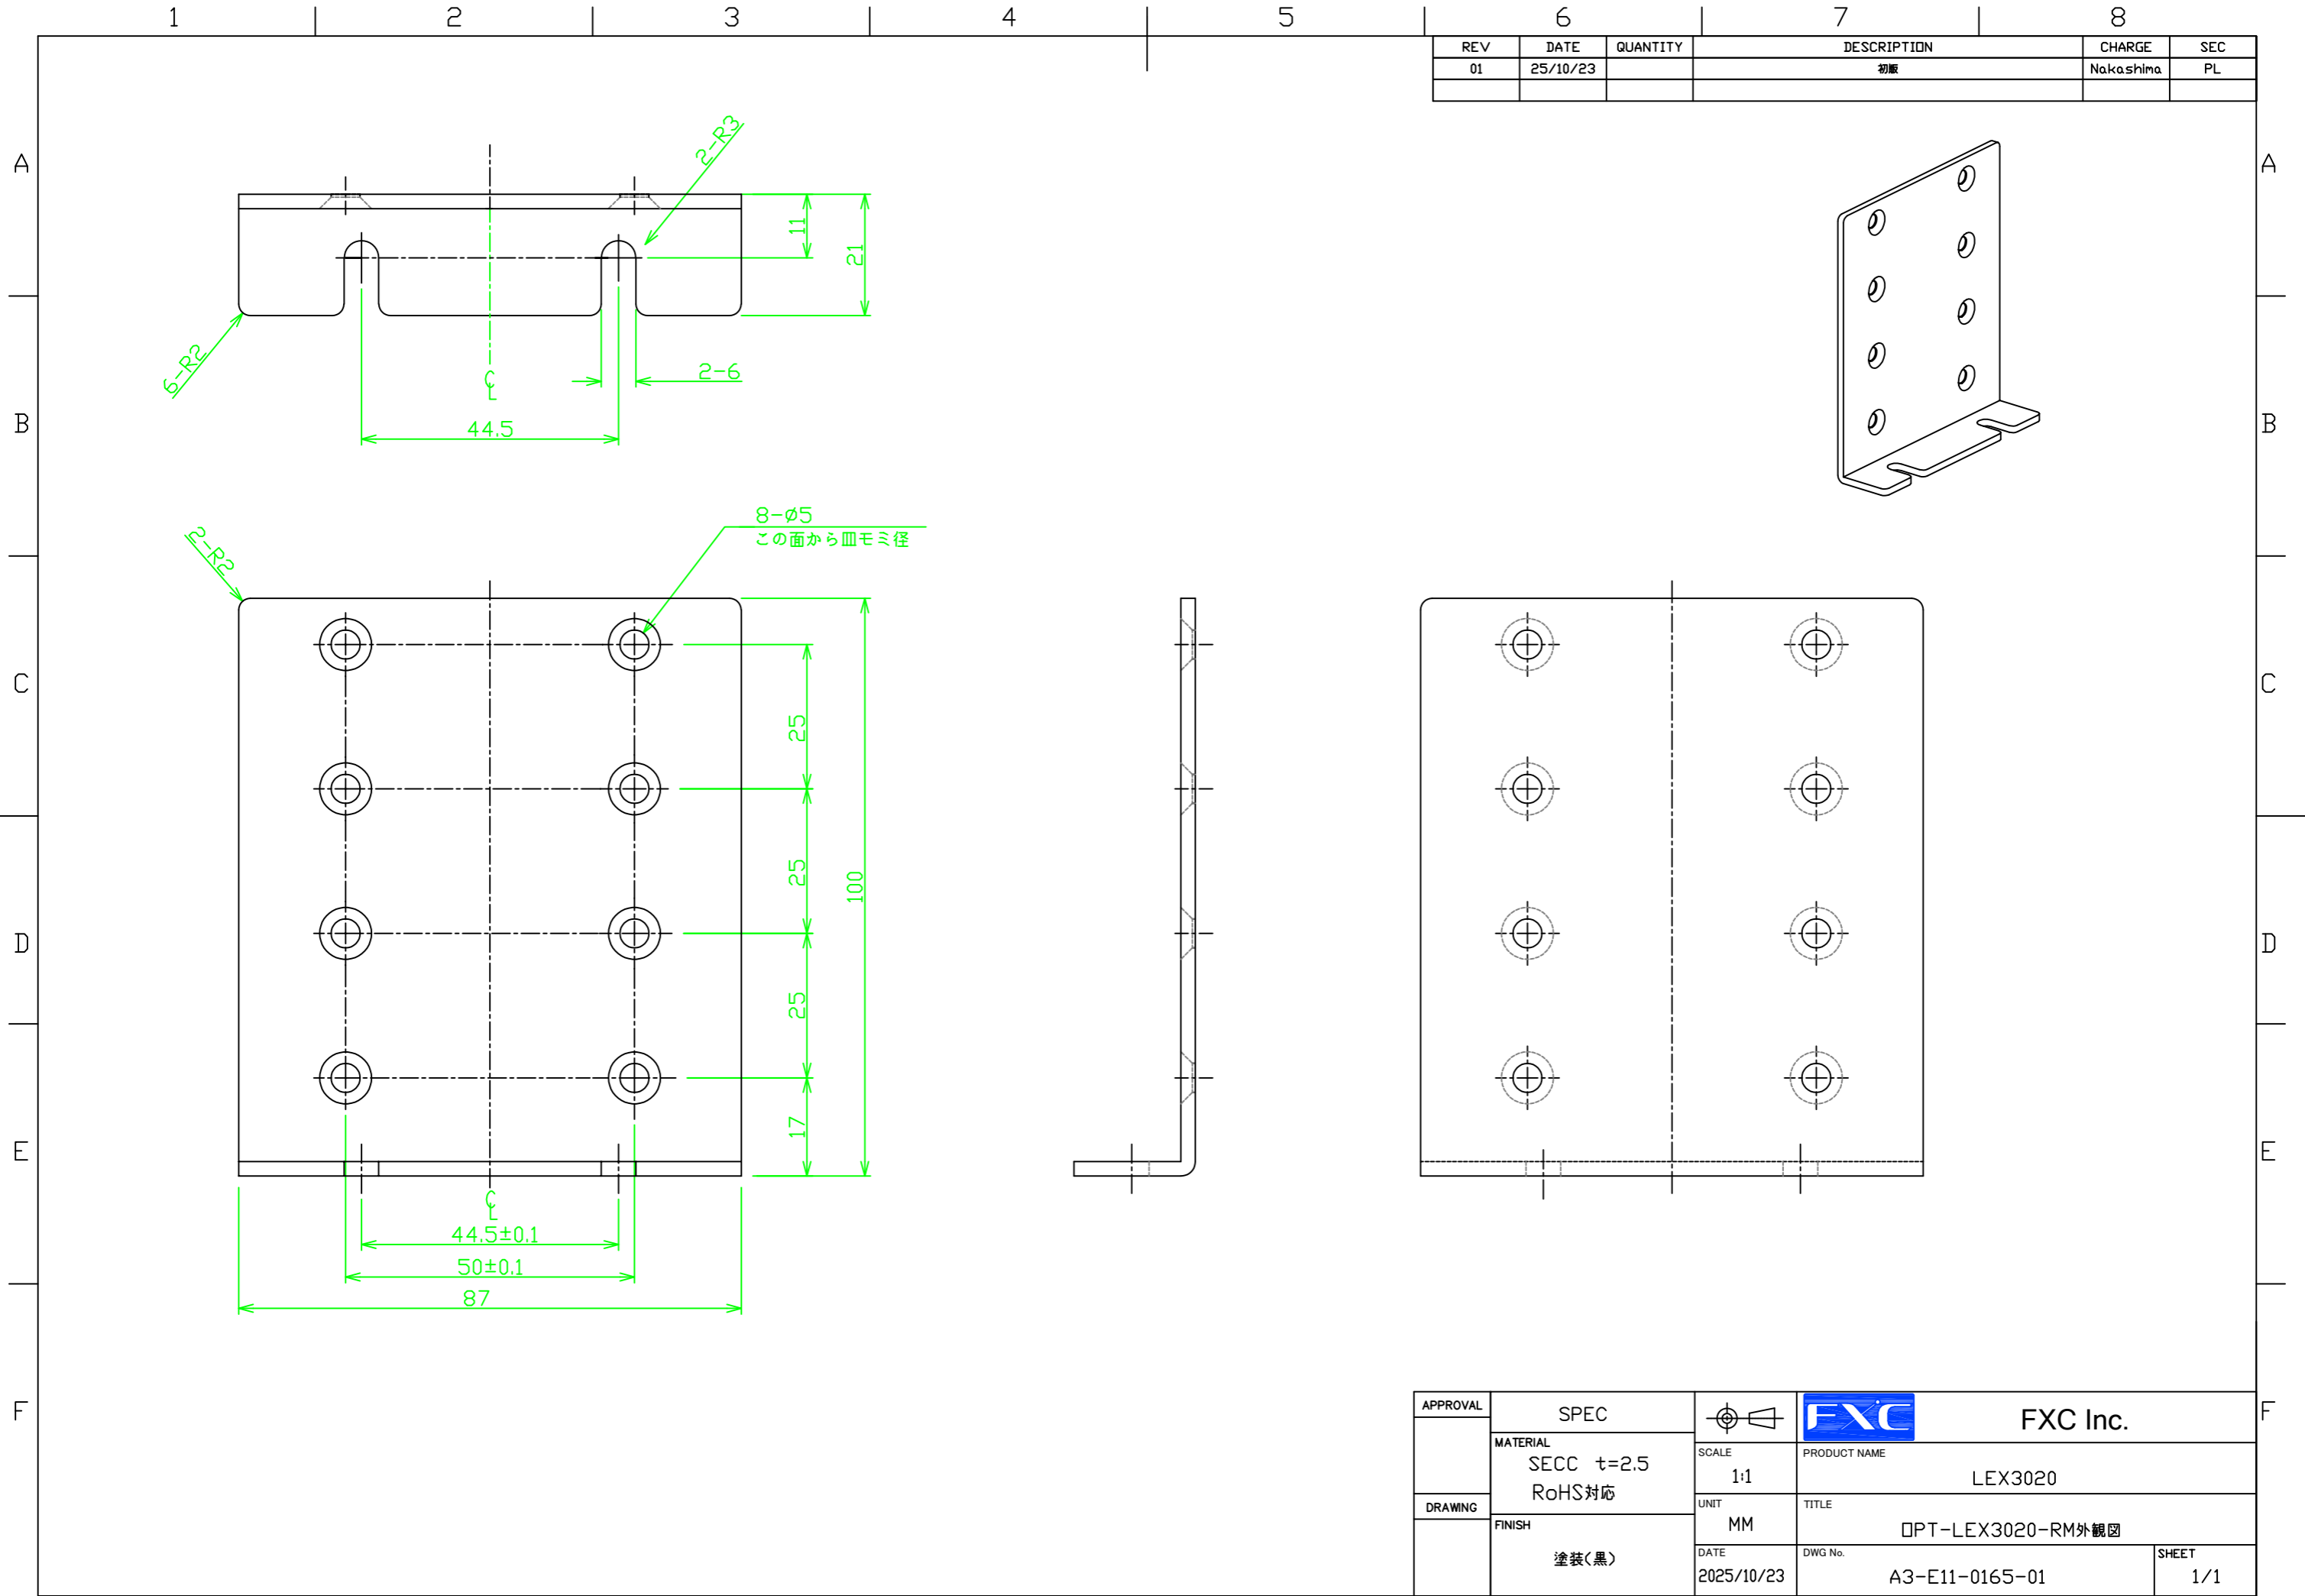 1 2 3 4 5 6 7 8
REV DATE QUANTITY DESCRIPTION CHARGE SEC
01 25/10/23 初版 Nakashima PL
A A
B B
C C
D D
E E
F F
2-R3
11
21
6-R2
2-6
C
L
44.5
8-ø5
この面から皿モミ径
2-R2
25
25
25
17
100
C
L
44.5±0.1
50±0.1
87
APPROVAL
DRAWING
SPEC
MATERIAL
SECC t=2.5
RoHS対応
FINISH
塗装(黒)
SCALE
1:1
UNIT
MM
DATE
2025/10/23
FXC
FXC Inc.
PRODUCT NAME
LEX3020
TITLE
OPT-LEX3020-RM外観図
DWG No.
A3-E11-0165-01
SHEET
1/1